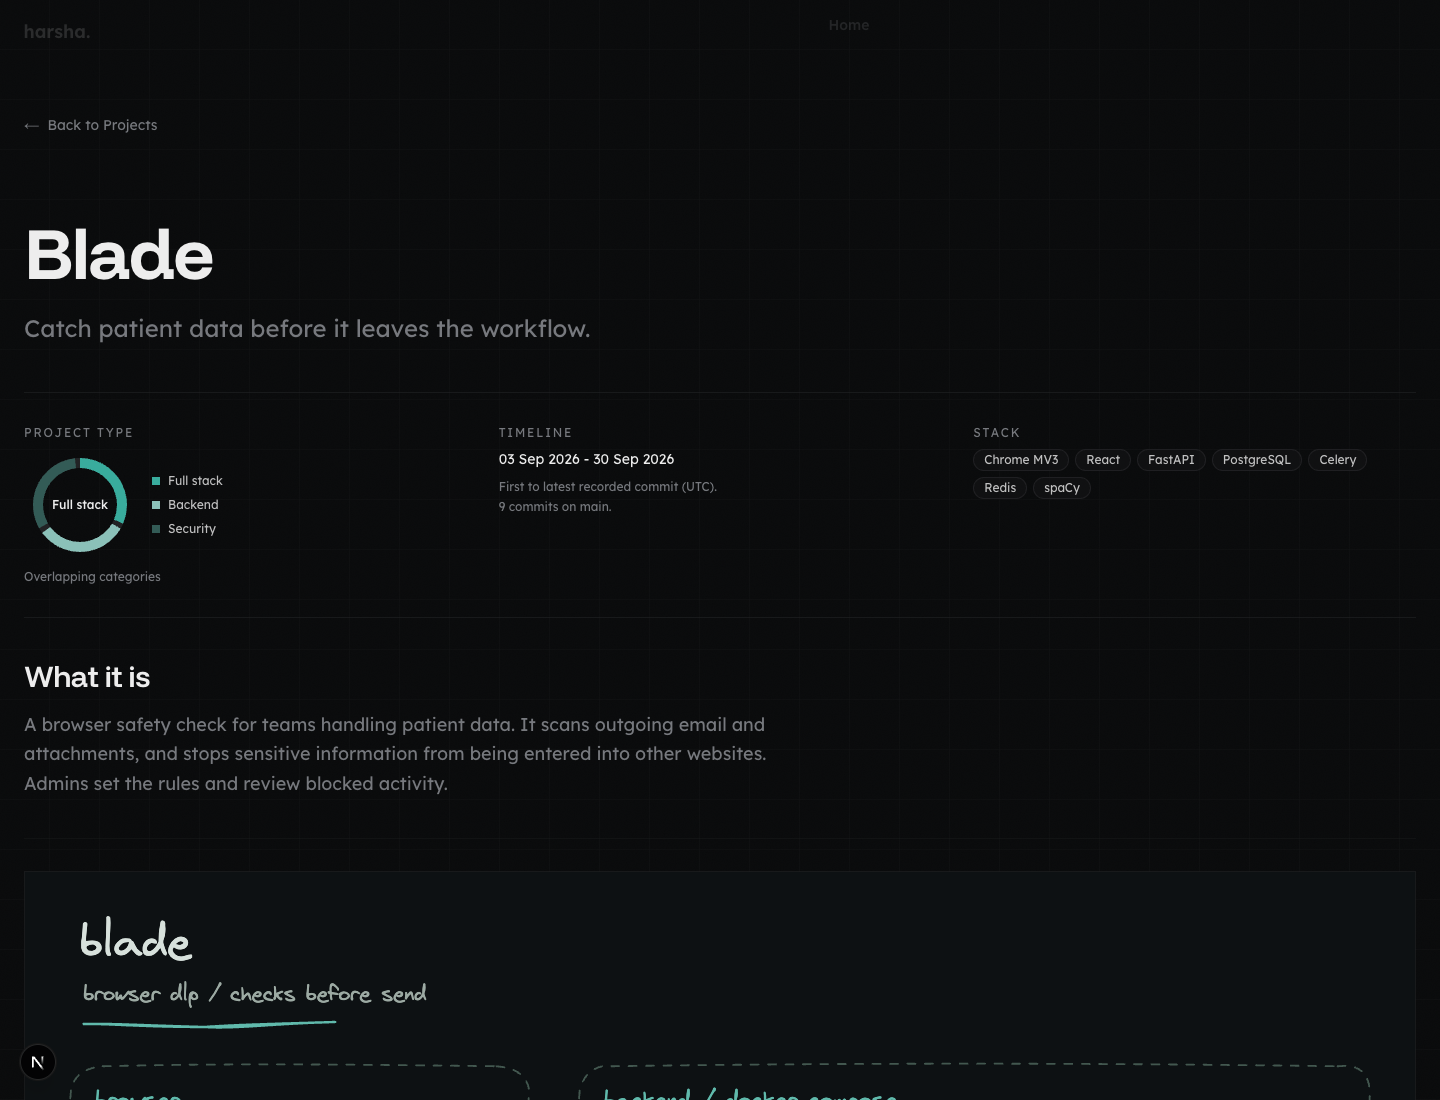 harsha.
Home
← Back to Projects
Blade
Catch patient data before it leaves the workflow.
PROJECT TYPE
Full stack
Full stack
Backend
Security
Overlapping categories
TIMELINE
03 Sep 2026 - 30 Sep 2026
First to latest recorded commit (UTC).
9 commits on main.
STACK
Chrome MV3 React FastAPI PostgreSQL Celery
Redis spaCy
What it is
A browser safety check for teams handling patient data. It scans outgoing email and
attachments, and stops sensitive information from being entered into other websites.
Admins set the rules and review blocked activity.
blade
browser dlp / checks before send
N
browser
backend / docker compose